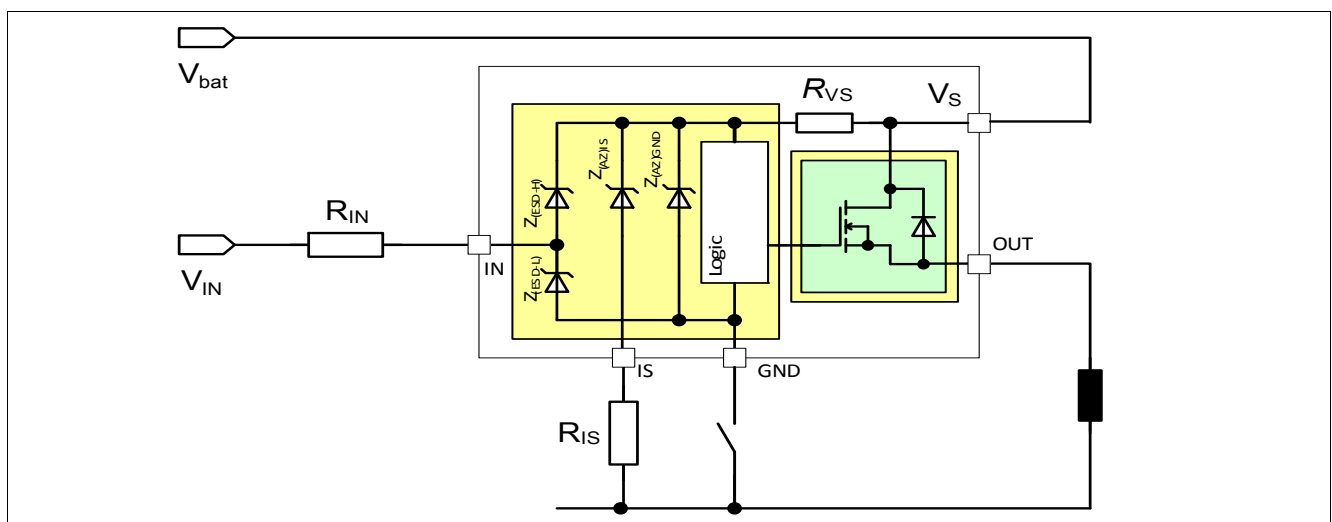 Vbat
RVS
VS
Z(AZ)IS
Z(AZ)GND
Z(ESD-H)
RIN
Logic
OUT
IN
VIN
Z(ESD-L)
IS
GND
RIS